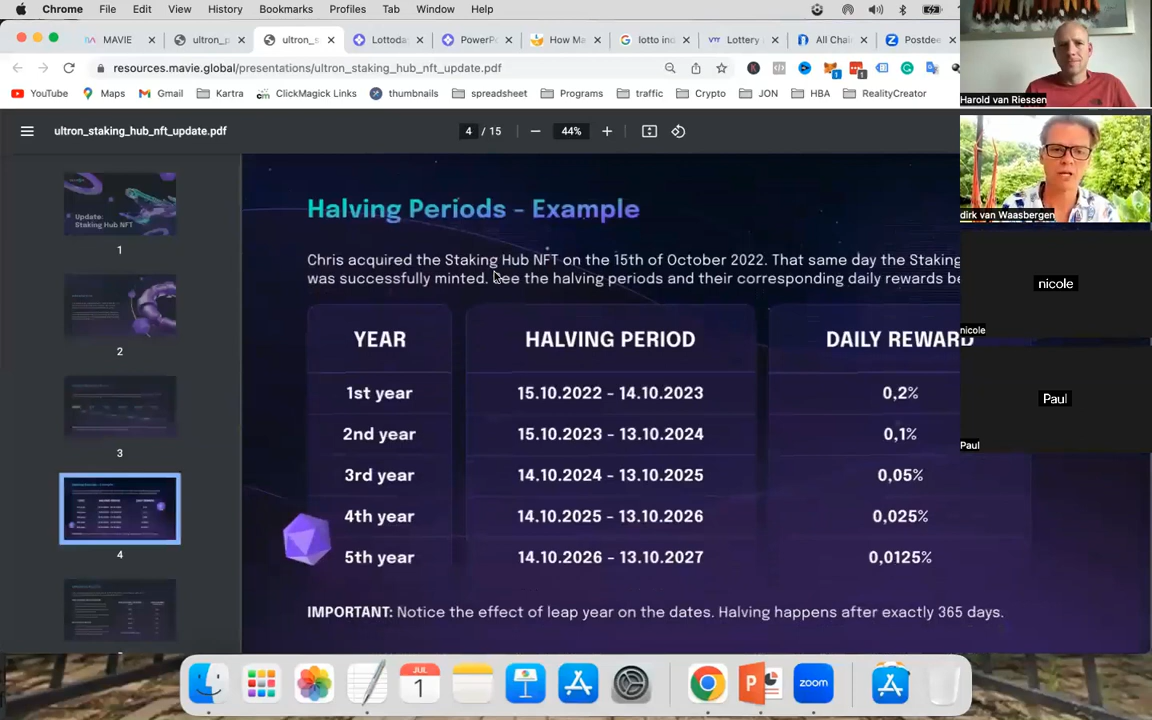 Chrome File Edit View History Bookmarks Profiles Tab Window Help
MAVIE ultron_p ultron_s Lottoda PowerP How Ma lotto ind Lottery All Chai Postdee
resources.mavie.global/presentations/ultron_staking_hub_nft_update.pdf
YouTube Maps Gmail Kartra ClickMagick Links thumbnails spreadsheet Programs traffic Crypto JON HBA RealityCreator
ultron_staking_hub_nft_update.pdf 4 / 15 44%
Harold van Riessen
dirk van Waasbergen
nicole
nicole
Paul
Paul
Update:
Staking Hub NFT
1
2
3
4
Halving Periods - Example
Chris acquired the Staking Hub NFT on the 15th of October 2022. That same day the Staking
was successfully minted. See the halving periods and their corresponding daily rewards be
YEAR HALVING PERIOD DAILY REWARD
1st year 15.10.2022 - 14.10.2023 0,2%
2nd year 15.10.2023 - 13.10.2024 0,1%
3rd year 14.10.2024 - 13.10.2025 0,05%
4th year 14.10.2025 - 13.10.2026 0,025%
5th year 14.10.2026 - 13.10.2027 0,0125%
IMPORTANT: Notice the effect of leap year on the dates. Halving happens after exactly 365 days.
JUL
1
zoom